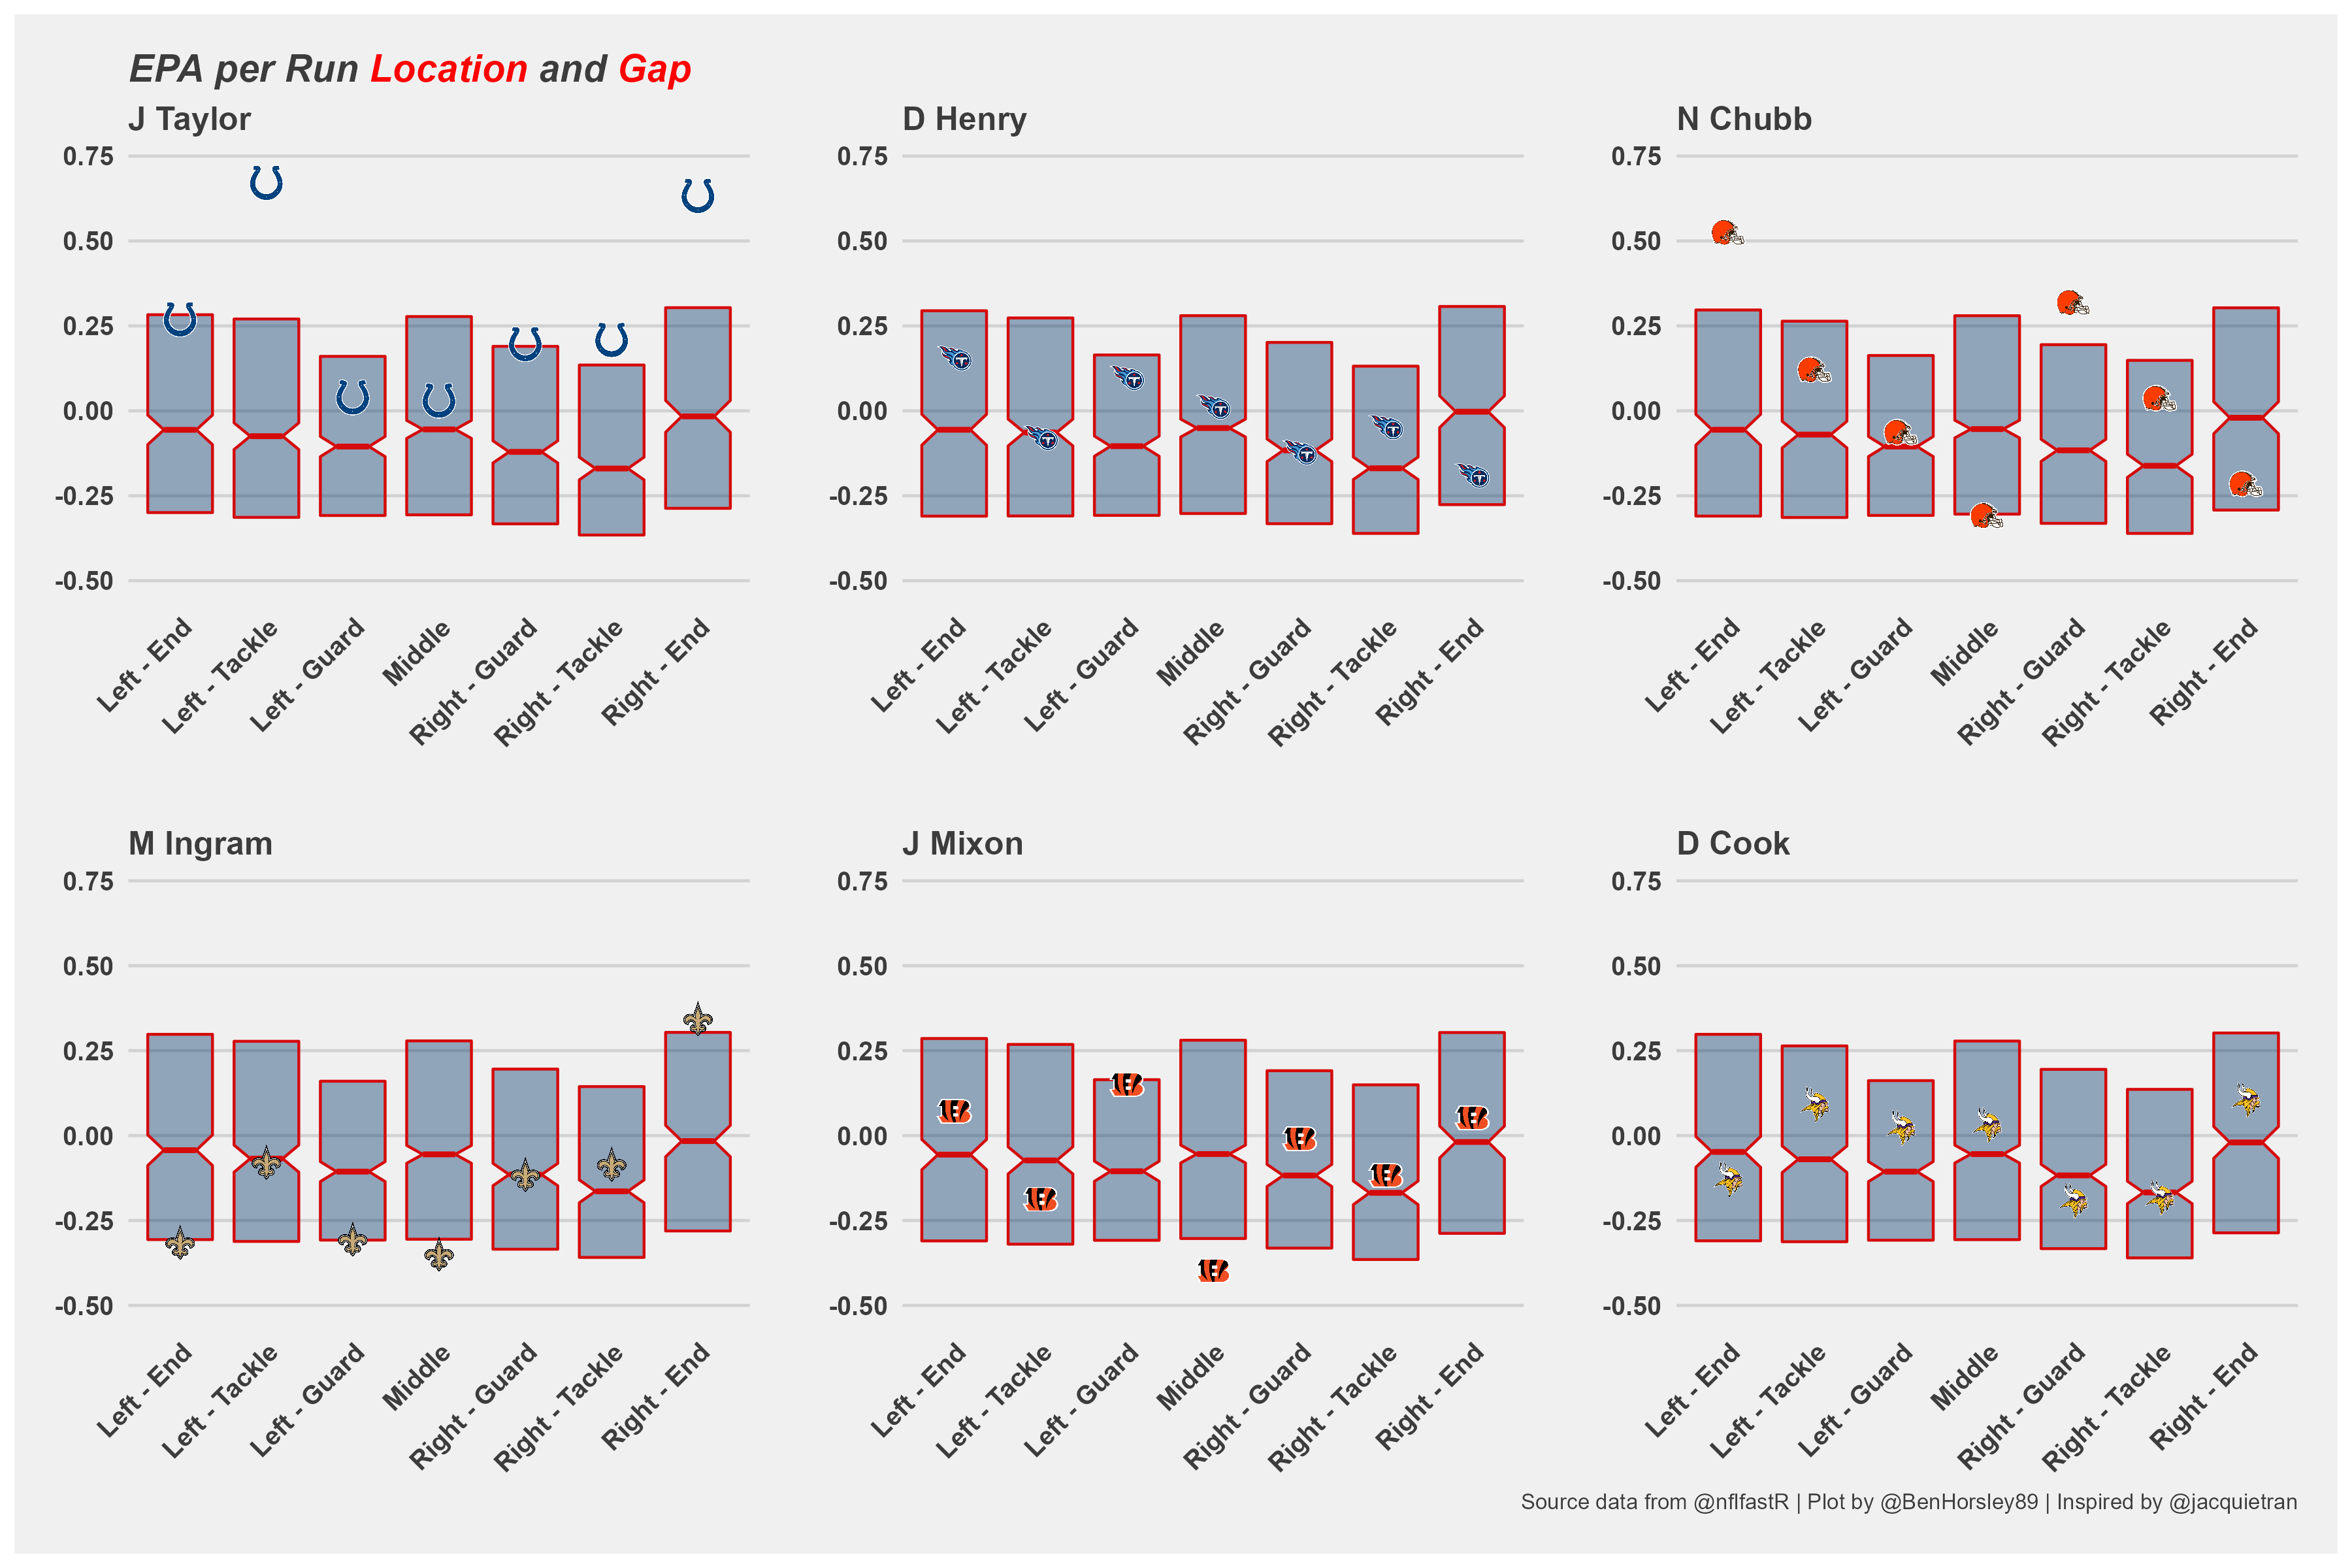 EPA per Run Location and Gap
J Taylor
0.75
0.50
0.25
0.00
-0.25
-0.50
Left - End
Left - Tackle
Left - Guard
Middle
Right - Guard
Right - Tackle
Right - End
D Henry
0.75
0.50
0.25
0.00
-0.25
-0.50
Left - End
Left - Tackle
Left - Guard
Middle
Right - Guard
Right - Tackle
Right - End
N Chubb
0.75
0.50
0.25
0.00
-0.25
-0.50
Left - End
Left - Tackle
Left - Guard
Middle
Right - Guard
Right - Tackle
Right - End
M Ingram
0.75
0.50
0.25
0.00
-0.25
-0.50
Left - End
Left - Tackle
Left - Guard
Middle
Right - Guard
Right - Tackle
Right - End
J Mixon
0.75
0.50
0.25
0.00
-0.25
-0.50
Left - End
Left - Tackle
Left - Guard
Middle
Right - Guard
Right - Tackle
Right - End
D Cook
0.75
0.50
0.25
0.00
-0.25
-0.50
Left - End
Left - Tackle
Left - Guard
Middle
Right - Guard
Right - Tackle
Right - End
Source data from @nflfastR | Plot by @BenHorsley89 | Inspired by @jacquietran